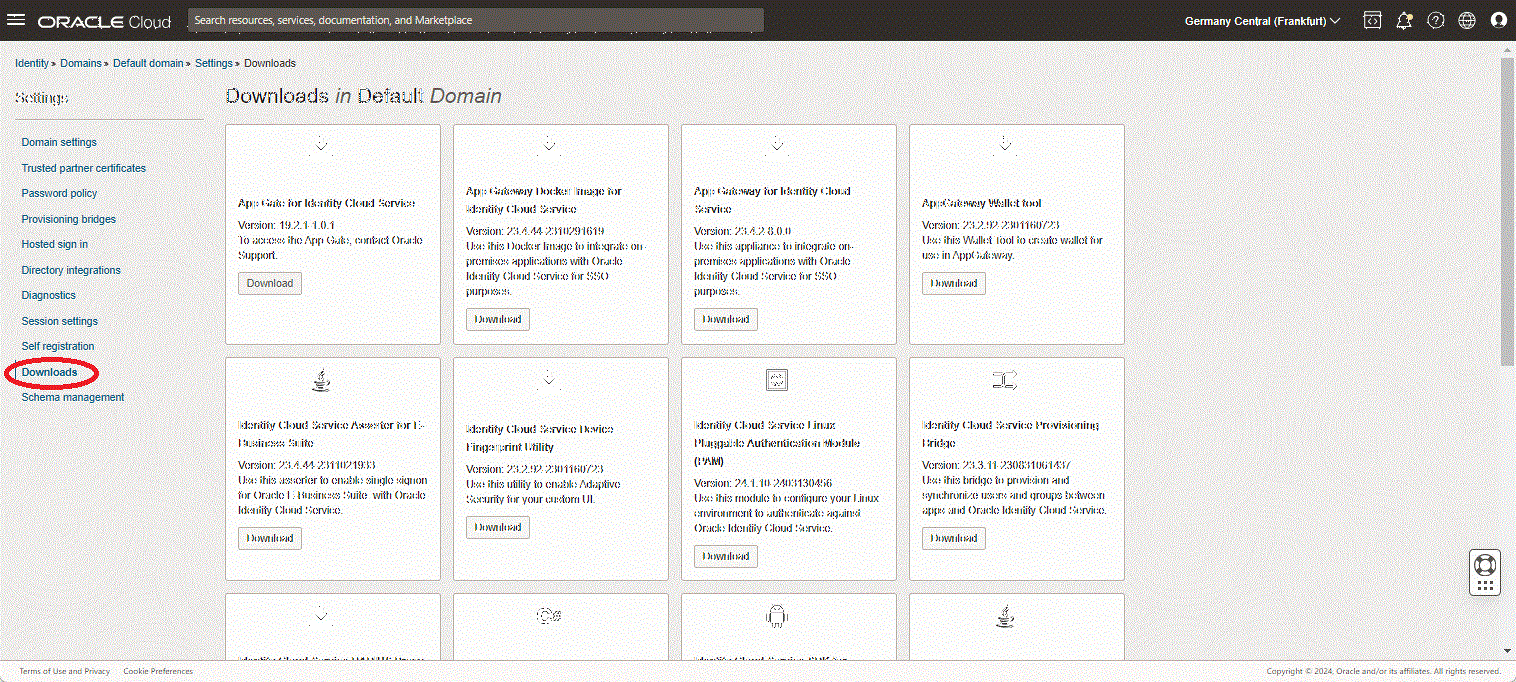 ORACLE Cloud
Search resources, services, documentation, and Marketplace
Germany Central (Frankfurt)
Identity » Domains » Default domain » Settings » Downloads
Settings
Domain settings
Trusted partner certificates
Password policy
Provisioning bridges
Hosted sign in
Directory integrations
Diagnostics
Session settings
Self registration
Downloads
Schema management
Downloads in Default Domain
App Gate for Identity Cloud Service
Version: 19.2.1-1.0.1
To access the App Gate, contact Oracle
Support.
Download
App Gateway Docker Image for
Identity Cloud Service
Version: 23.4.44-2310291619
Use this Docker Image to integrate on-
premises applications with Oracle
Identity Cloud Service for SSO
purposes.
Download
App Gateway for Identity Cloud
Service
Version: 23.4.2-8.0.0
Use this appliance to integrate on-
premises applications with Oracle
Identity Cloud Service for SSO
purposes.
Download
AppGateway Wallet tool
Version: 23.2.92-2301160723
Use this Wallet Tool to create wallet for
use in AppGateway.
Download
Identity Cloud Service Asserter for E-
Business Suite
Version: 23.4.44-2311021933
Use this asserter to enable single signon
for Oracle E-Business Suite with Oracle
Identity Cloud Service.
Download
Identity Cloud Service Device
Fingerprint Utility
Version: 23.2.92-2301160723
Use this utility to enable Adaptive
Security for your custom UI.
Download
Identity Cloud Service Linux
Pluggable Authentication Module
(PAM)
Version: 24.1.10-2403130456
Use this module to configure your Linux
environment to authenticate against
Oracle Identity Cloud Service.
Download
Identity Cloud Service Provisioning
Bridge
Version: 23.3.11-230831061437
Use this bridge to provision and
synchronize users and groups between
apps and Oracle Identity Cloud Service.
Download
C#
Identity Cloud Service
Identity Cloud Service SDK for
Terms of Use and Privacy
Cookie Preferences
Copyright © 2024, Oracle and/or its affiliates. All rights reserved.